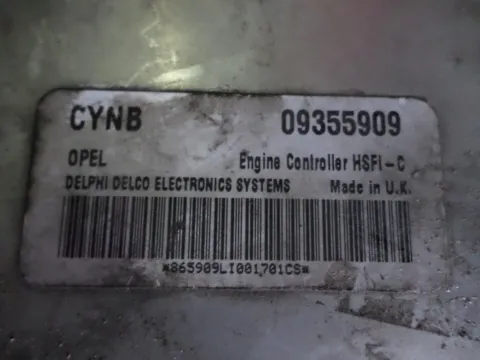 CYNB 09355909
OPEL Engine Controller HSFI-C
DELPHI DELCO ELECTRONICS SYSTEMS Made in U.K.
*865909LI001701CS*